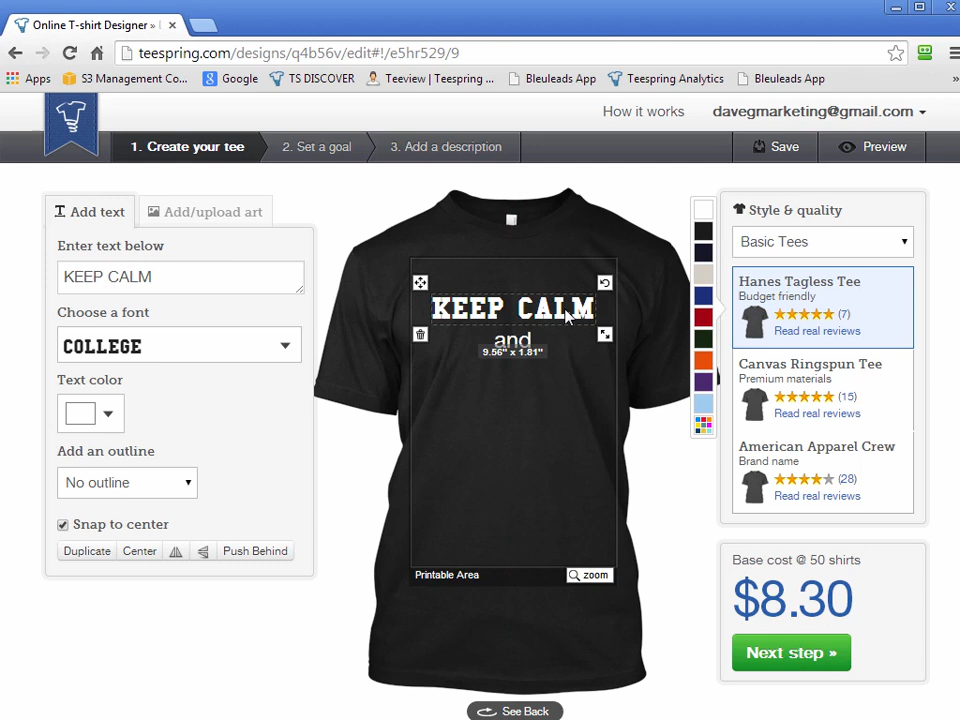 Online T-shirt Designer »
teespring.com/designs/q4b56v/edit#!/e5hr529/9
Apps S3 Management Co... Google TS DISCOVER Teeview | Teespring ... Bleuleads App Teespring Analytics Bleuleads App »
How it works davegmarketing@gmail.com
1. Create your tee 2. Set a goal 3. Add a description Save Preview
Add text Add/upload art
Enter text below
KEEP CALM
Choose a font
COLLEGE
Text color
Add an outline
No outline
Snap to center
Duplicate Center Push Behind
KEEP CALM
and
9.56" x 1.81"
Printable Area zoom
See Back
Style & quality
Basic Tees
Hanes Tagless Tee
Budget friendly
(7)
Read real reviews
Canvas Ringspun Tee
Premium materials
(15)
Read real reviews
American Apparel Crew
Brand name
(28)
Read real reviews
Base cost @ 50 shirts
$8.30
Next step »